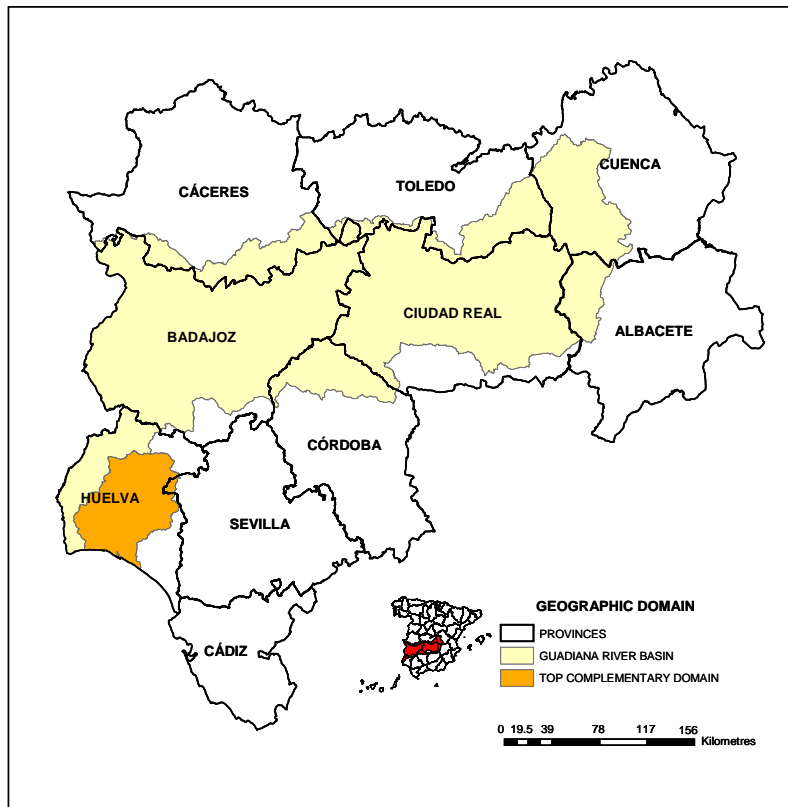 CUENCA
CÁCERES
TOLEDO
CIUDAD REAL
BADAJOZ
ALBACETE
CÓRDOBA
HUELVA
SEVILLA
CÁDIZ
GEOGRAPHIC DOMAIN
PROVINCES
GUADIANA RIVER BASIN
TOP COMPLEMENTARY DOMAIN
0 19.5 39 78 117 156
Kilometres